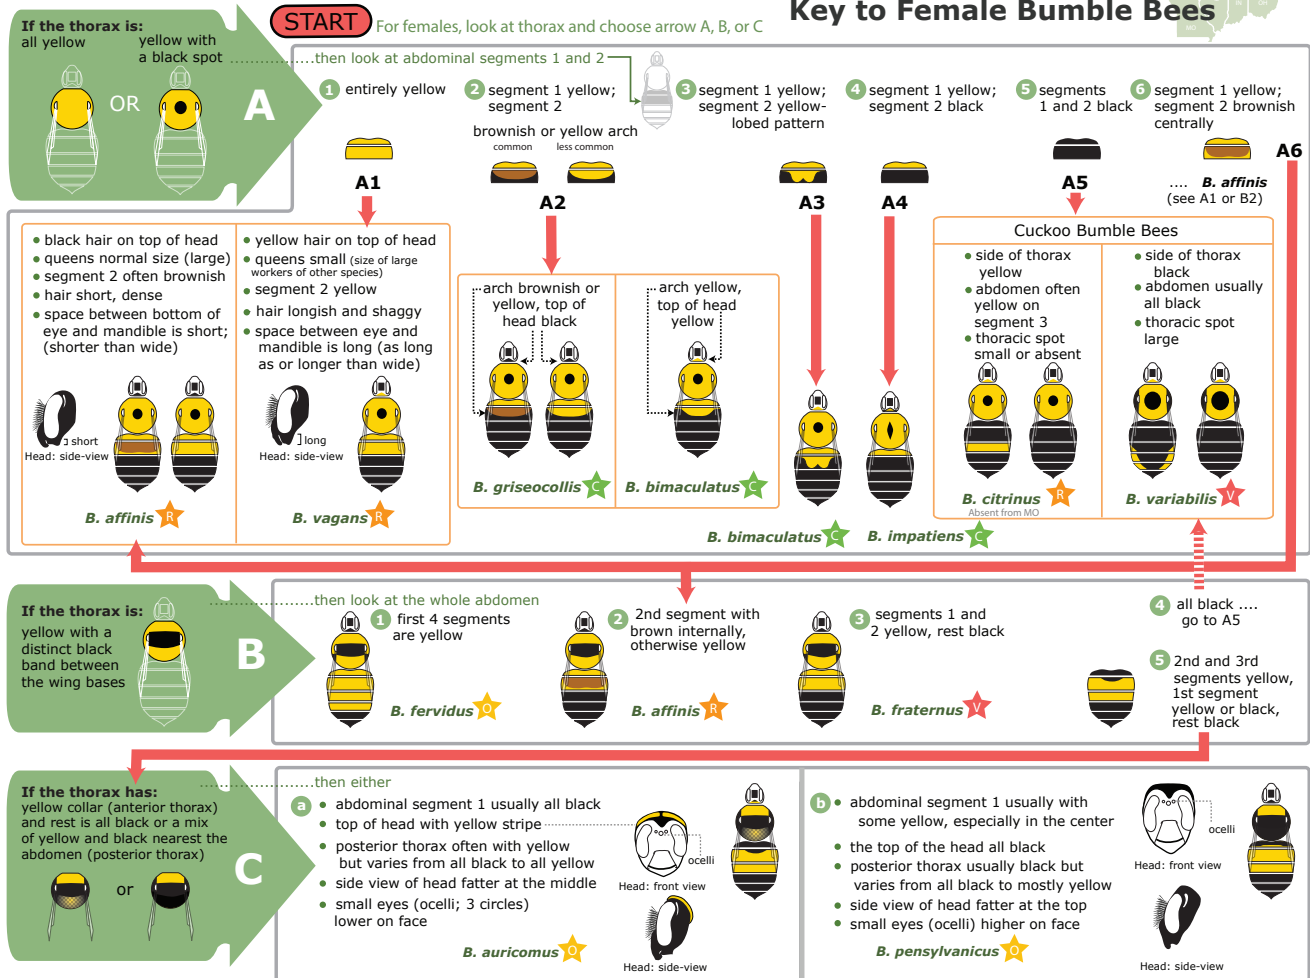 Key to Female Bumble Bees
MO
IN
OH
START
For females, look at thorax and choose arrow A, B, or C
If the thorax is:
all yellow
yellow with
a black spot
OR
A
..............then look at abdominal segments 1 and 2
1 entirely yellow
A1
2 segment 1 yellow;
segment 2
brownish or yellow arch
common
less common
A2
3 segment 1 yellow;
segment 2 yellow-
lobed pattern
A3
4 segment 1 yellow;
segment 2 black
A4
5 segments
1 and 2 black
A5
6 segment 1 yellow;
segment 2 brownish
centrally
A6
.... B. affinis
(see A1 or B2)
• black hair on top of head
• queens normal size (large)
• segment 2 often brownish
• hair short, dense
• space between bottom of
eye and mandible is short;
(shorter than wide)
short
Head: side-view
B. affinis R
• yellow hair on top of head
• queens small (size of large
workers of other species)
• segment 2 yellow
• hair longish and shaggy
• space between eye and
mandible is long (as long
as or longer than wide)
long
Head: side-view
B. vagans R
arch brownish or
yellow, top of
head black
B. griseocollis C
arch yellow,
top of head
yellow
B. bimaculatus C
B. bimaculatus C
B. impatiens C
Cuckoo Bumble Bees
• side of thorax
yellow
• abdomen often
yellow on
segment 3
• thoracic spot
small or absent
B. citrinus R
Absent from MO
• side of thorax
black
• abdomen usually
all black
• thoracic spot
large
B. variabilis V
If the thorax is:
yellow with a
distinct black
band between
the wing bases
B
....................then look at the whole abdomen
1 first 4 segments
are yellow
B. fervidus O
2 2nd segment with
brown internally,
otherwise yellow
B. affinis R
3 segments 1 and
2 yellow, rest black
B. fraternus V
4 all black ....
go to A5
5 2nd and 3rd
segments yellow,
1st segment
yellow or black,
rest black
If the thorax has:
yellow collar (anterior thorax)
and rest is all black or a mix
of yellow and black nearest the
abdomen (posterior thorax)
or
C
......................then either
a • abdominal segment 1 usually all black
• top of head with yellow stripe
• posterior thorax often with yellow
but varies from all black to all yellow
• side view of head fatter at the middle
• small eyes (ocelli; 3 circles)
lower on face
B. auricomus O
ocelli
Head: front view
Head: side-view
b • abdominal segment 1 usually with
some yellow, especially in the center
• the top of the head all black
• posterior thorax usually black but
varies from all black to mostly yellow
• side view of head fatter at the top
• small eyes (ocelli) higher on face
B. pensylvanicus O
ocelli
Head: front view
Head: side-view